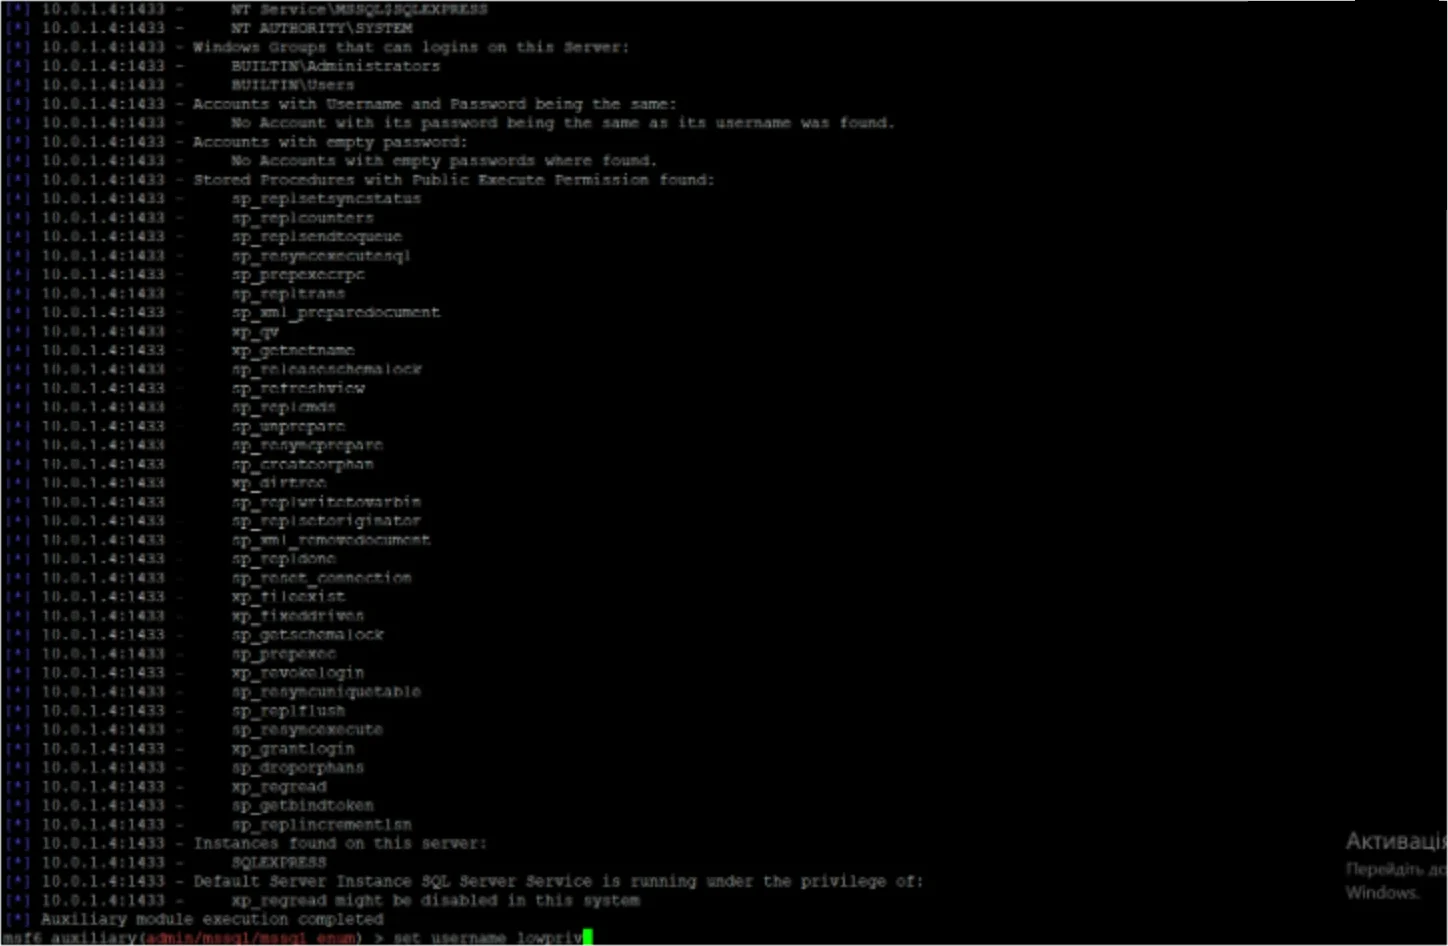 [*] 10.0.1.4:1433 - NT Service\MSSQL$SQLEXPRESS
[*] 10.0.1.4:1433 - NT AUTHORITY\SYSTEM
[*] 10.0.1.4:1433 - Windows Groups that can logins on this Server:
[*] 10.0.1.4:1433 - BUILTIN\Administrators
[*] 10.0.1.4:1433 - BUILTIN\Users
[*] 10.0.1.4:1433 - Accounts with Username and Password being the same:
[*] 10.0.1.4:1433 - No Account with its password being the same as its username was found.
[*] 10.0.1.4:1433 - Accounts with empty password:
[*] 10.0.1.4:1433 - No Accounts with empty passwords where found.
[*] 10.0.1.4:1433 - Stored Procedures with Public Execute Permission found:
[*] 10.0.1.4:1433 - sp_replsetsyncstatus
[*] 10.0.1.4:1433 - sp_replcounters
[*] 10.0.1.4:1433 - sp_replsendtoqueue
[*] 10.0.1.4:1433 - sp_resyncexecutesql
[*] 10.0.1.4:1433 - sp_prepexecrpc
[*] 10.0.1.4:1433 - sp_repltrans
[*] 10.0.1.4:1433 - sp_xml_preparedocument
[*] 10.0.1.4:1433 - xp_qv
[*] 10.0.1.4:1433 - xp_getnetname
[*] 10.0.1.4:1433 - sp_releaseschemalock
[*] 10.0.1.4:1433 - sp_refreshview
[*] 10.0.1.4:1433 - sp_replcmds
[*] 10.0.1.4:1433 - sp_unprepare
[*] 10.0.1.4:1433 - sp_resyncprepare
[*] 10.0.1.4:1433 - sp_createorphan
[*] 10.0.1.4:1433 - xp_dirtree
[*] 10.0.1.4:1433 - sp_replwritetovarbin
[*] 10.0.1.4:1433 - sp_replsetoriginator
[*] 10.0.1.4:1433 - sp_xml_removedocument
[*] 10.0.1.4:1433 - sp_repldone
[*] 10.0.1.4:1433 - sp_reset_connection
[*] 10.0.1.4:1433 - xp_fileexist
[*] 10.0.1.4:1433 - xp_fixeddrives
[*] 10.0.1.4:1433 - sp_getschemalock
[*] 10.0.1.4:1433 - sp_prepexec
[*] 10.0.1.4:1433 - xp_revokelogin
[*] 10.0.1.4:1433 - sp_resyncuniquetable
[*] 10.0.1.4:1433 - sp_replflush
[*] 10.0.1.4:1433 - sp_resyncexecute
[*] 10.0.1.4:1433 - xp_grantlogin
[*] 10.0.1.4:1433 - sp_droporphans
[*] 10.0.1.4:1433 - xp_regread
[*] 10.0.1.4:1433 - sp_getbindtoken
[*] 10.0.1.4:1433 - sp_replincrementlsn
[*] 10.0.1.4:1433 - Instances found on this server:
[*] 10.0.1.4:1433 - SQLEXPRESS
[*] 10.0.1.4:1433 - Default Server Instance SQL Server Service is running under the privilege of:
[*] 10.0.1.4:1433 - xp_regread might be disabled in this system
[*] Auxiliary module execution completed
msf6 auxiliary(admin/mssql/mssql_enum) > set username lowpriv
Активація
Перейдіть до
Windows.